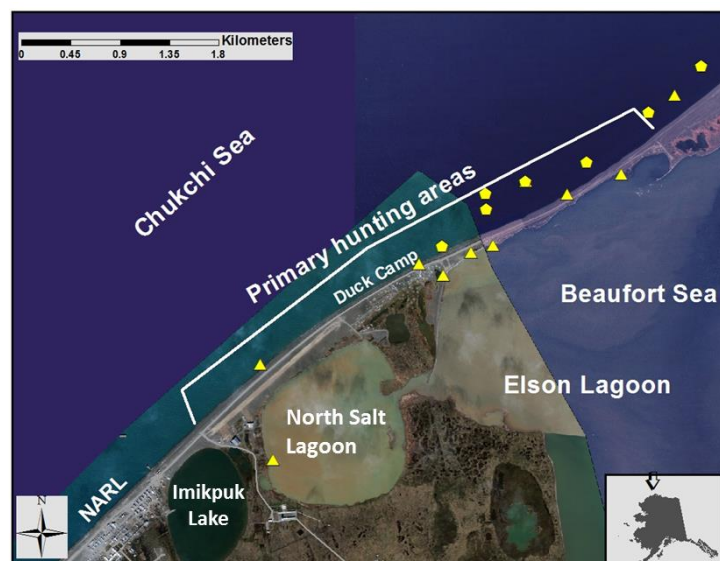 Kilometers
0 0.45 0.9 1.35 1.8
Chukchi Sea
Primary hunting areas
Duck Camp
Beaufort Sea
Elson Lagoon
North Salt
Lagoon
NARL
Imikpuk
Lake
N